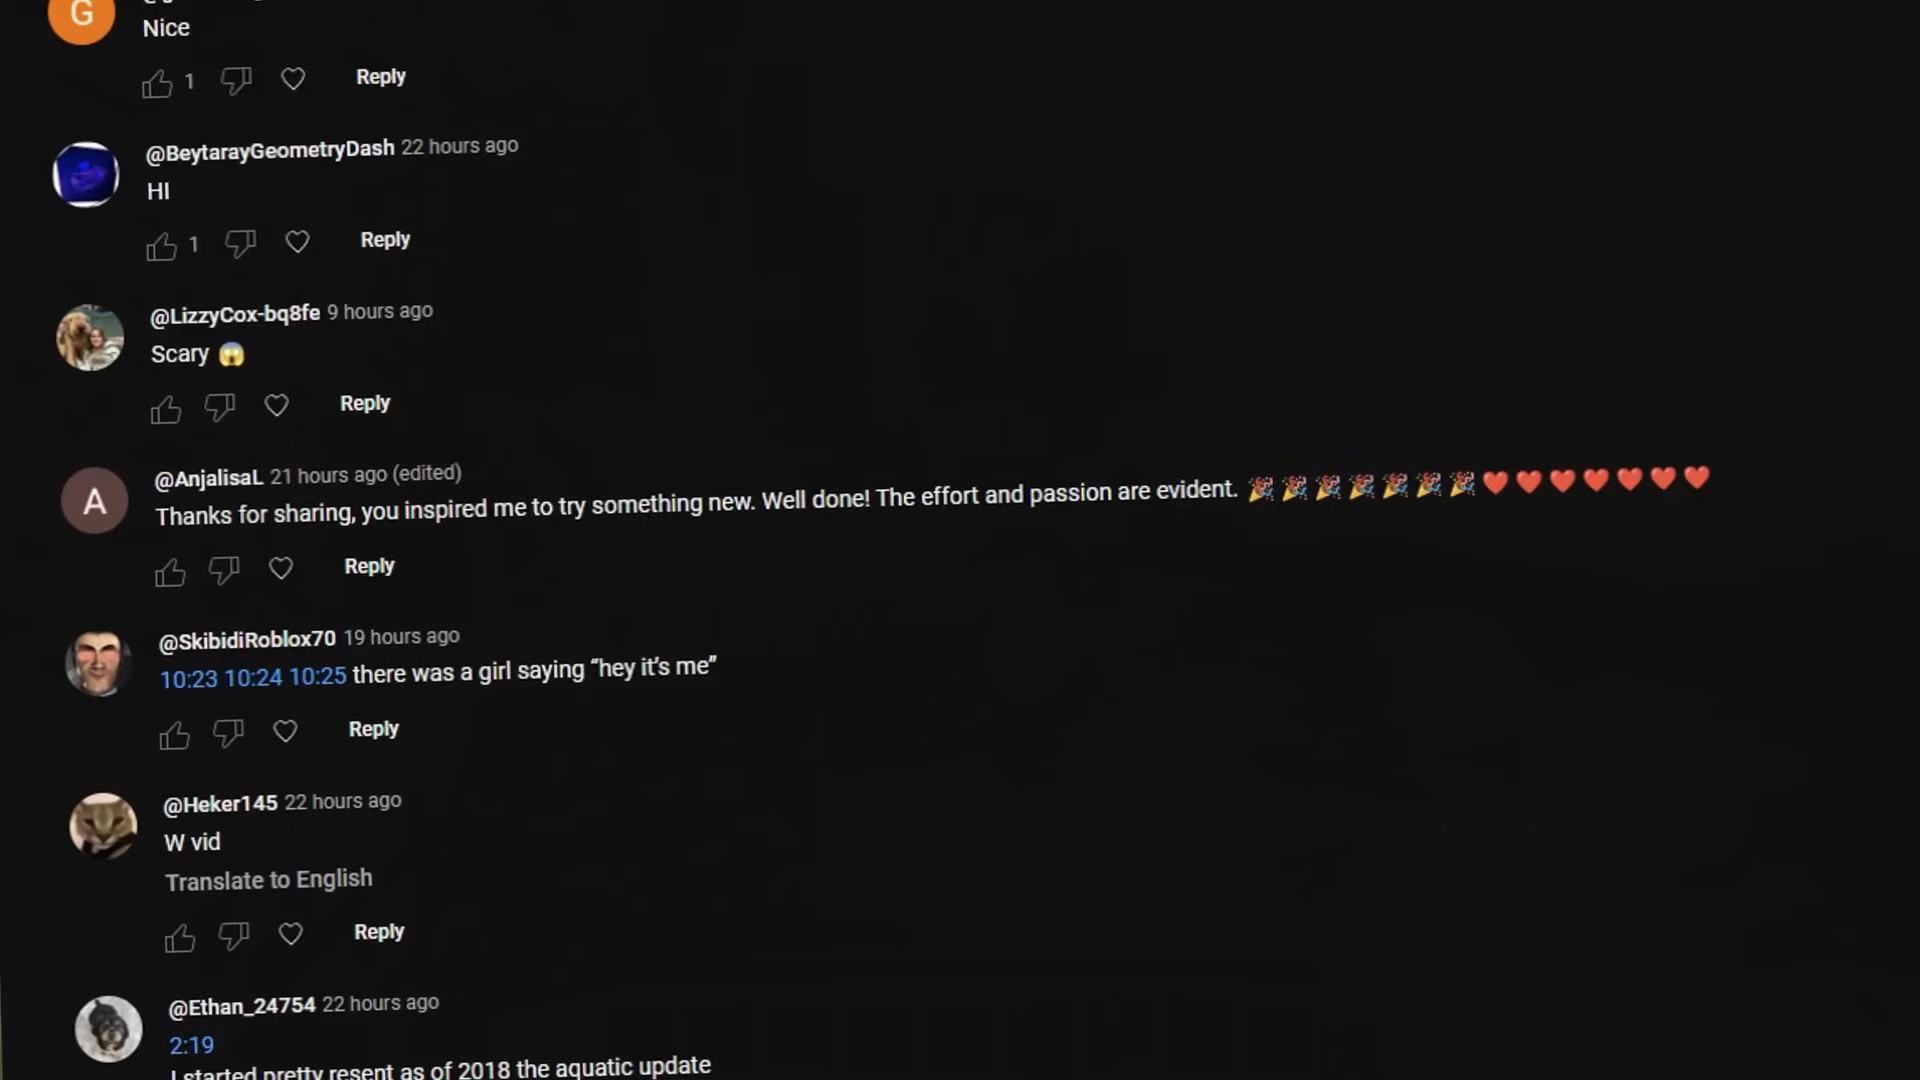 G
Nice
1 Reply
@BeytarayGeometryDash 22 hours ago
HI
1 Reply
@LizzyCox-bq8fe 9 hours ago
Scary 😱
Reply
A
@AnjalisaL 21 hours ago (edited)
Thanks for sharing, you inspired me to try something new. Well done! The effort and passion are evident. 🎉🎉🎉🎉🎉🎉🎉❤️❤️❤️❤️❤️❤️❤️
Reply
@SkibidiRoblox70 19 hours ago
10:23 10:24 10:25 there was a girl saying “hey it’s me”
Reply
@Heker145 22 hours ago
W vid
Translate to English
Reply
@Ethan_24754 22 hours ago
2:19
I started pretty resent as of 2018 the aquatic update